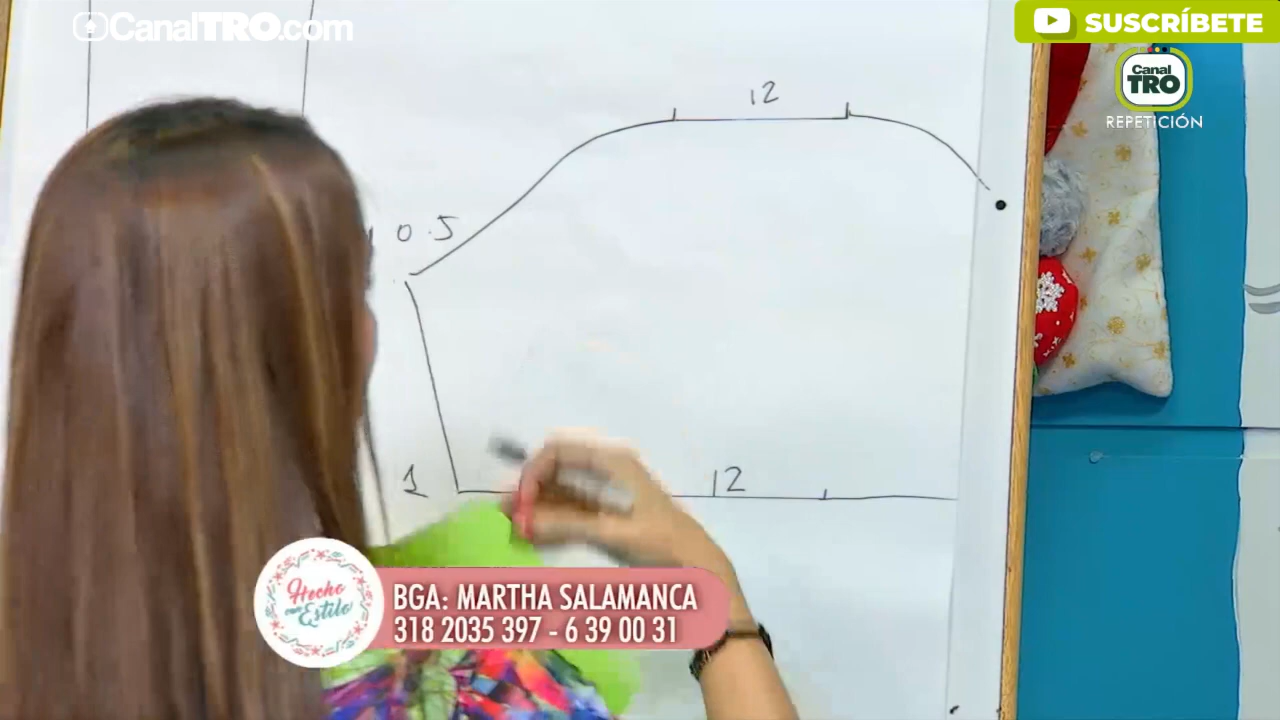 CanalTRO.com
SUSCRÍBETE
Canal
TRO
REPETICIÓN
12
0.5
1
12
Hecho
con Estilo
BGA: MARTHA SALAMANCA
318 2035 397 - 6 39 00 31